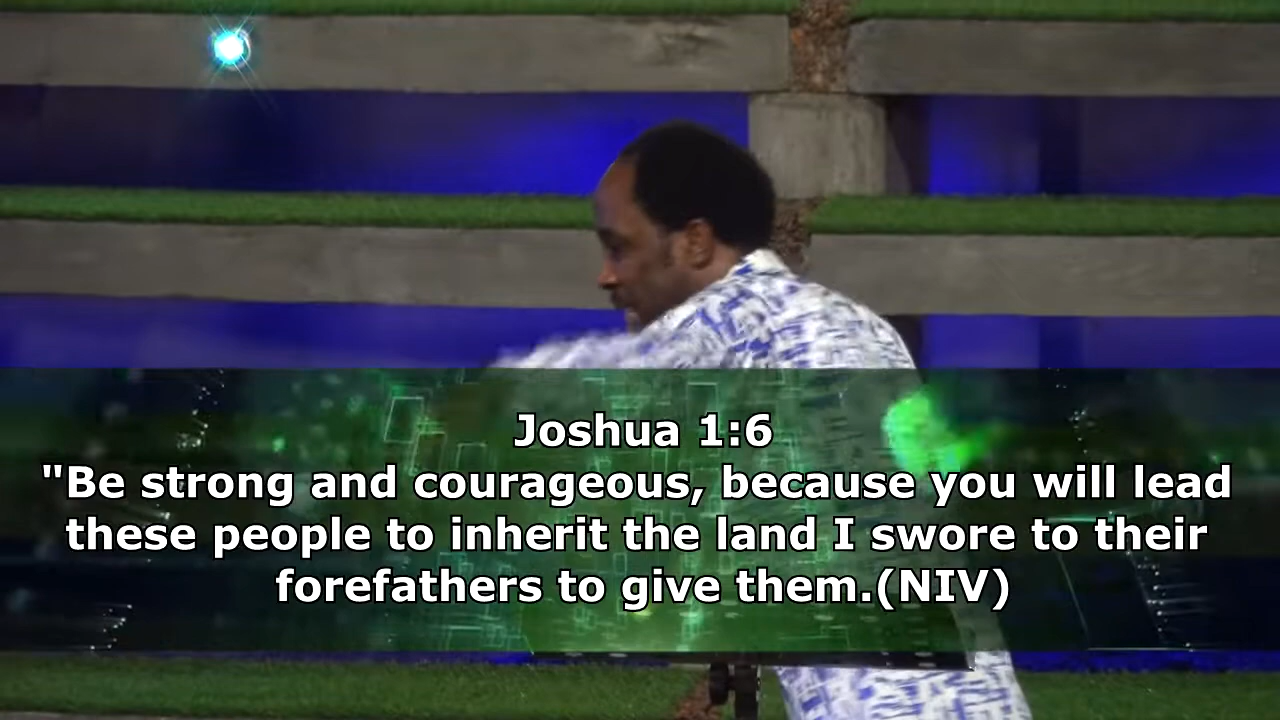 Joshua 1:6
"Be strong and courageous, because you will lead
these people to inherit the land I swore to their
forefathers to give them.(NIV)